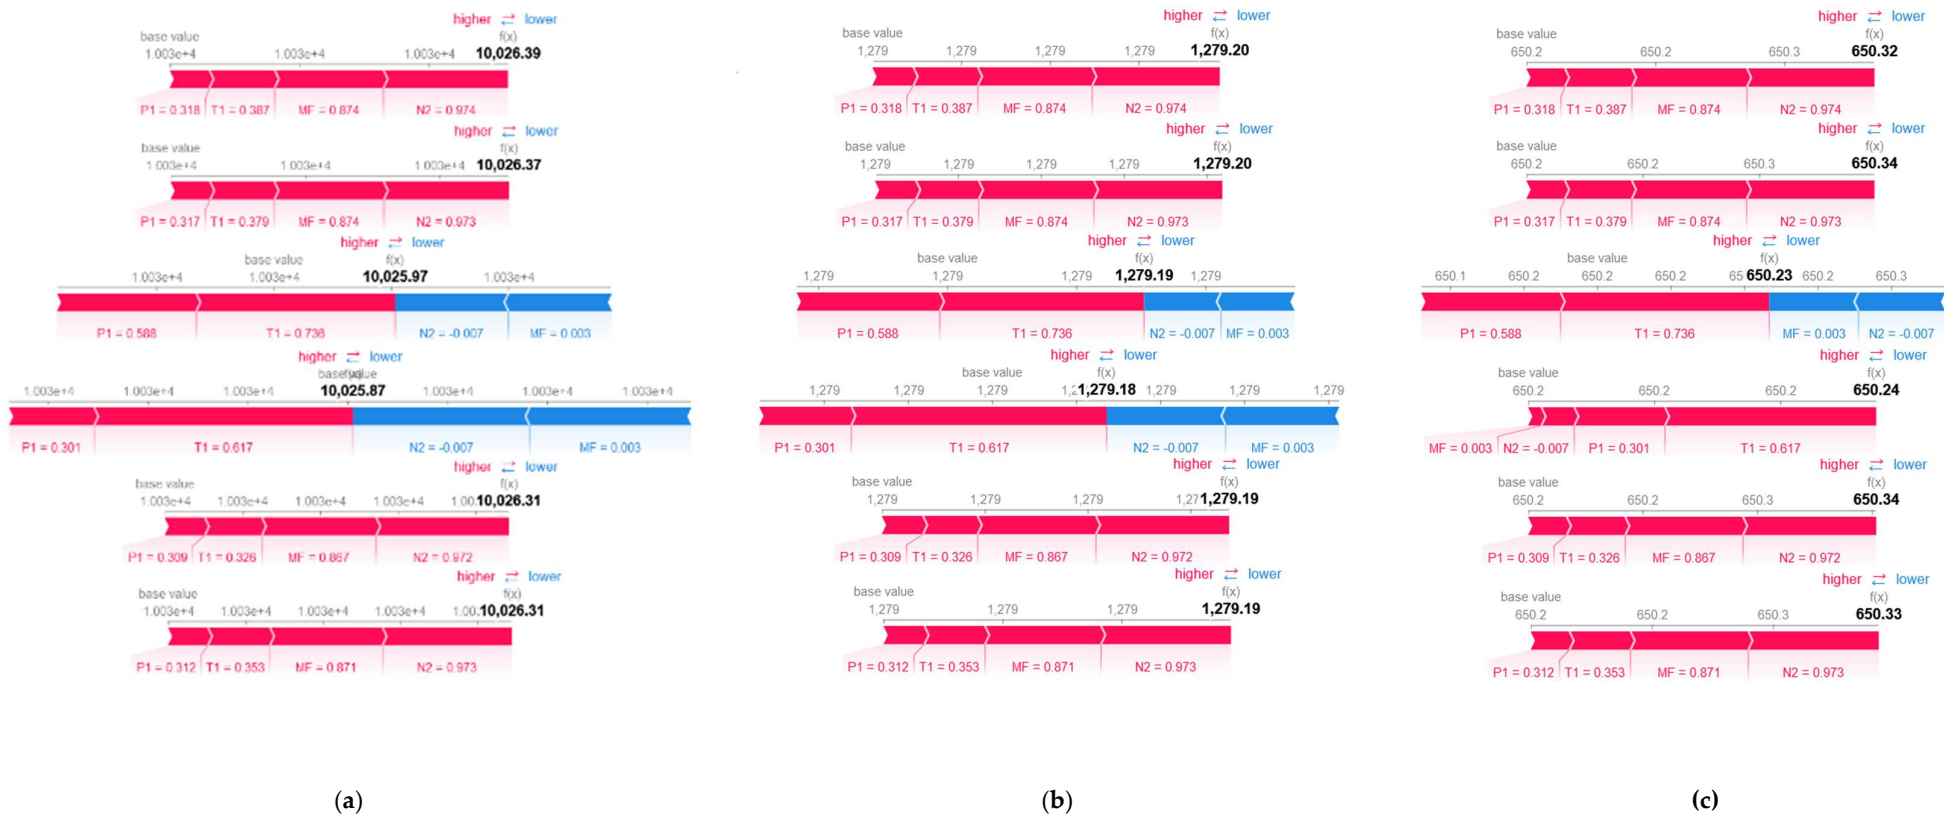 higher ⇄ lower
base value f(x)
1.003e+4 1.003e+4 1.003e+4 10,026.39
P1 = 0.318 T1 = 0.387 MF = 0.874 N2 = 0.974
higher ⇄ lower
base value f(x)
1.003e+4 1.003e+4 1.003e+4 10,026.37
P1 = 0.317 T1 = 0.379 MF = 0.874 N2 = 0.973
higher ⇄ lower
base value f(x)
1.003e+4 1.003e+4 10,025.97 1.003e+4
P1 = 0.588 T1 = 0.736 N2 = -0.007 MF = 0.003
higher ⇄ lower
base value f(x)
1.003e+4 1.003e+4 1.003e+4 10,025.87 1.003e+4 1.003e+4 1.003e+4
P1 = 0.301 T1 = 0.617 N2 = -0.007 MF = 0.003
higher ⇄ lower
base value f(x)
1.003e+4 1.003e+4 1.003e+4 1.003e+4 1.00 10,026.31
P1 = 0.309 T1 = 0.326 MF = 0.867 N2 = 0.972
higher ⇄ lower
base value f(x)
1.003e+4 1.003e+4 1.003e+4 1.003e+4 1.00 10,026.31
P1 = 0.312 T1 = 0.353 MF = 0.871 N2 = 0.973
(a)
higher ⇄ lower
base value f(x)
1,279 1,279 1,279 1,279 1,279.20
P1 = 0.318 T1 = 0.387 MF = 0.874 N2 = 0.974
higher ⇄ lower
base value f(x)
1,279 1,279 1,279 1,279 1,279.20
P1 = 0.317 T1 = 0.379 MF = 0.874 N2 = 0.973
higher ⇄ lower
base value f(x)
1,279 1,279 1,279 1,279.19 1,279
P1 = 0.588 T1 = 0.736 N2 = -0.007 MF = 0.003
higher ⇄ lower
base value f(x)
1,279 1,279 1,279 1,279.18 1,279 1,279 1,279
P1 = 0.301 T1 = 0.617 N2 = -0.007 MF = 0.003
higher ⇄ lower
base value f(x)
1,279 1,279 1,279 1,27 1,279.19
P1 = 0.309 T1 = 0.326 MF = 0.867 N2 = 0.972
higher ⇄ lower
base value f(x)
1,279 1,279 1,279 1,279.19
P1 = 0.312 T1 = 0.353 MF = 0.871 N2 = 0.973
(b)
higher ⇄ lower
base value f(x)
650.2 650.2 650.3 650.32
P1 = 0.318 T1 = 0.387 MF = 0.874 N2 = 0.974
higher ⇄ lower
base value f(x)
650.2 650.2 650.3 650.34
P1 = 0.317 T1 = 0.379 MF = 0.874 N2 = 0.973
higher ⇄ lower
base value f(x)
650.1 650.2 650.2 650.2 65 650.23 650.2 650.3
P1 = 0.588 T1 = 0.736 MF = 0.003 N2 = -0.007
higher ⇄ lower
base value f(x)
650.2 650.2 650.2 650.24
MF = 0.003 N2 = -0.007 P1 = 0.301 T1 = 0.617
higher ⇄ lower
base value f(x)
650.2 650.2 650.3 650.34
P1 = 0.309 T1 = 0.326 MF = 0.867 N2 = 0.972
higher ⇄ lower
base value f(x)
650.2 650.2 650.3 650.33
P1 = 0.312 T1 = 0.353 MF = 0.871 N2 = 0.973
(c)